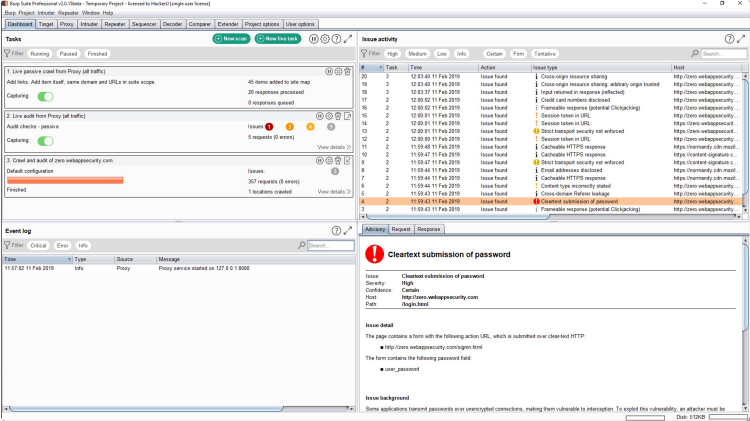 Burp Suite Professional v2.0.15beta - Temporary Project - licensed to HackerU [single user license]
Burp Project Intruder Repeater Window Help
Dashboard Target Proxy Intruder Repeater Sequencer Decoder Comparer Extender Project options User options
Tasks
New scan
New live task
Filter Running Paused Finished
1. Live passive crawl from Proxy (all traffic)
Add links. Add item itself, same domain and URLs in suite scope.
45 items added to site map
20 responses processed
Capturing:
0 responses queued
2. Live audit from Proxy (all traffic)
Audit checks - passive
Issues:
Capturing:
5 requests (0 errors)
View details
3. Crawl and audit of zero.webappsecurity.com
Default configuration
Issues:
357 requests (0 errors)
Finished.
1 locations crawled
View details
Event log
Filter Critical Error Info
Search...
Time Type Source Message
11:57:02 11 Feb 2019 Info Proxy Proxy service started on 127.0.0.1:8080
Issue activity
Filter High Medium Low Info Certain Firm Tentative
Search...
# Task Time Action Issue type Host
20 3 12:03:40 11 Feb 2019 Issue found Cross-origin resource sharing http://zero.webappsecurity....
19 3 12:03:40 11 Feb 2019 Issue found Cross-origin resource sharing: arbitrary origin trusted http://zero.webappsecurity....
18 3 12:03:37 11 Feb 2019 Issue found Input returned in response (reflected) http://zero.webappsecurity....
17 2 12:00:02 11 Feb 2019 Issue found Credit card numbers disclosed http://zero.webappsecurity....
16 2 12:00:02 11 Feb 2019 Issue found Frameable response (potential Clickjacking) http://zero.webappsecurity....
15 2 12:00:01 11 Feb 2019 Issue found Session token in URL http://zero.webappsecurity....
14 2 12:00:01 11 Feb 2019 Issue found Session token in URL http://zero.webappsecurity....
13 2 12:00:01 11 Feb 2019 Issue found Strict transport security not enforced https://zero.webappsecurit...
12 2 12:00:00 11 Feb 2019 Issue found Session token in URL http://zero.webappsecurity....
11 2 11:59:48 11 Feb 2019 Issue found Cacheable HTTPS response https://normandy.cdn.mozil...
10 2 11:59:47 11 Feb 2019 Issue found Cacheable HTTPS response https://content-signature.c...
9 2 Issue found Strict transport security not enforced https://content-signature.c...
8 2 11:59:44 11 Feb 2019 Issue found Email addresses disclosed https://normandy.cdn.mozil...
7 2 11:59:44 11 Feb 2019 Issue found Cacheable HTTPS response https://normandy.cdn.mozil...
6 2 11:59:44 11 Feb 2019 Issue found Content type incorrectly stated http://zero.webappsecurity....
5 2 11:59:43 11 Feb 2019 Issue found Cross-domain Referer leakage http://zero.webappsecurity....
4 2 11:59:43 11 Feb 2019 Issue found Cleartext submission of password http://zero.webappsecurity....
3 2 11:59:43 11 Feb 2019 Issue found Frameable response (potential Clickjacking) http://zero.webappsecurity....
Advisory Request Response
Cleartext submission of password
Issue: Cleartext submission of password
Severity: High
Confidence: Certain
Host: http://zero.webappsecurity.com
Path: /login.html
Issue detail
The page contains a form with the following action URL, which is submitted over clear-text HTTP:
http://zero.webappsecurity.com/signin.html
The form contains the following password field:
user_password
Issue background
Some applications transmit passwords over unencrypted connections, making them vulnerable to interception. To exploit this vulnerability, an attacker must be
Disk: 512KB